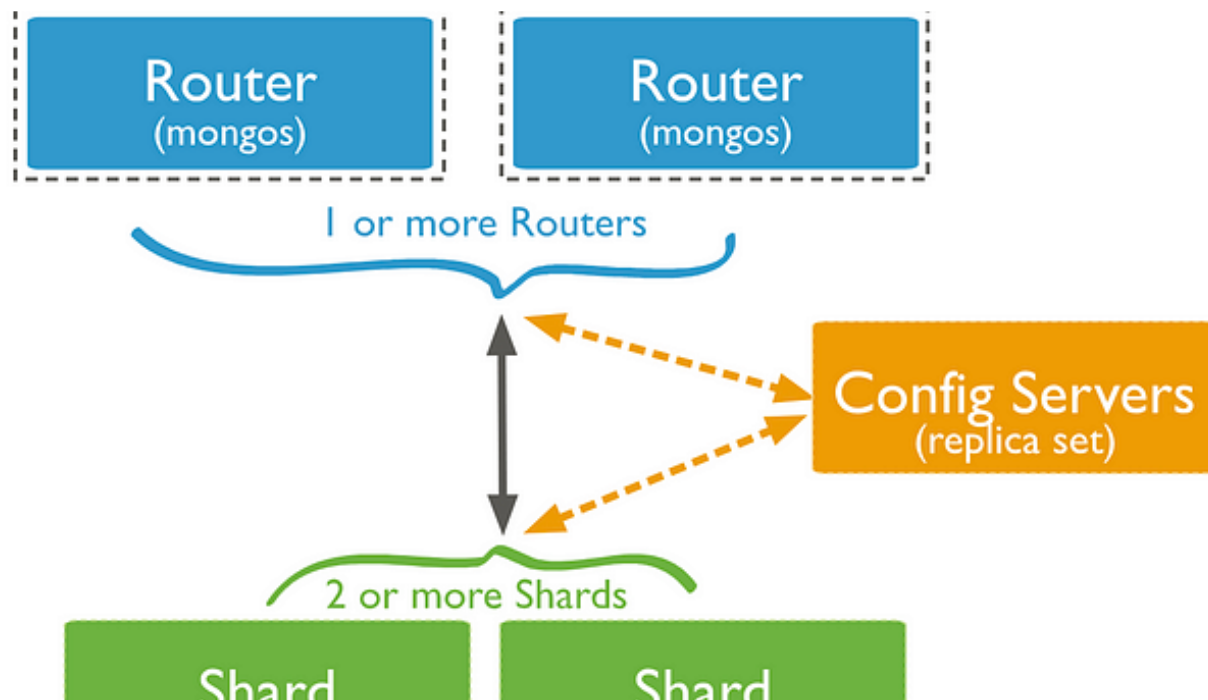 Router
(mongos)
Router
(mongos)
1 or more Routers
Config Servers
(replica set)
2 or more Shards
Shard
Shard